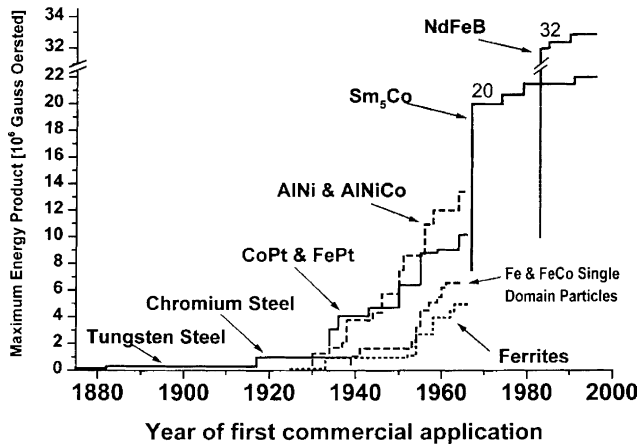 Maximum Energy Product [10⁶ Gauss Oersted]
34
32
22
20
18
16
14
12
10
8
6
4
2
0
NdFeB
32
Sm₅Co
20
AlNi & AlNiCo
CoPt & FePt
Fe & FeCo Single
Domain Particles
Chromium Steel
Tungsten Steel
Ferrites
1880 1900 1920 1940 1960 1980 2000
Year of first commercial application